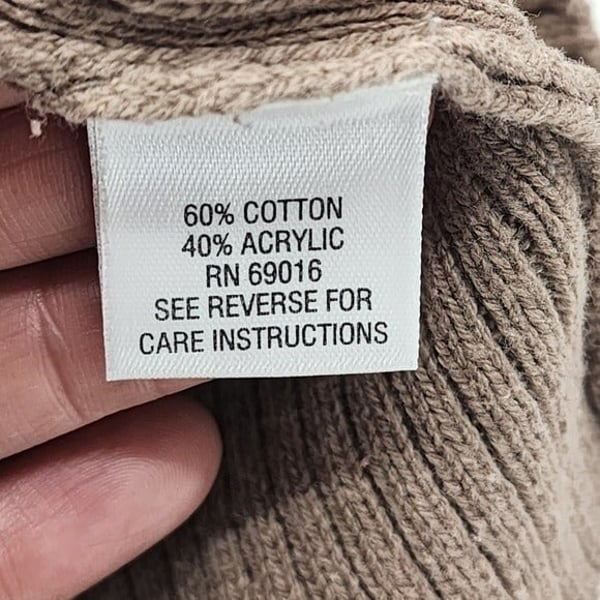 60% COTTON
40% ACRYLIC
RN 69016
SEE REVERSE FOR
CARE INSTRUCTIONS